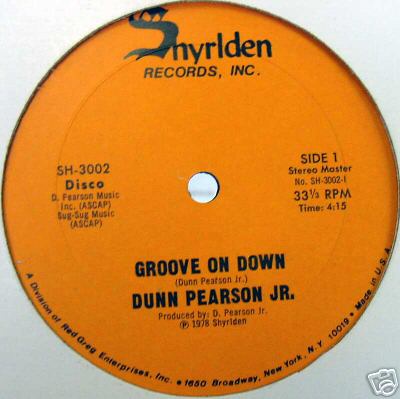 Shyrlden
RECORDS, INC.
SH-3002
Disco
D. Pearson Music
Inc. (ASCAP)
Sug-Sug Music
(ASCAP)
SIDE 1
Stereo Master
No. SH-3002-1
33⅓ RPM
Time: 4:15
GROOVE ON DOWN
(Dunn Pearson Jr.)
DUNN PEARSON JR.
Produced by: D. Pearson Jr.
℗ 1978 Shyrlden
A Division of Red Greg Enterprises, Inc. • 1650 Broadway, New York, N.Y 10019 • Made in U.S.A.